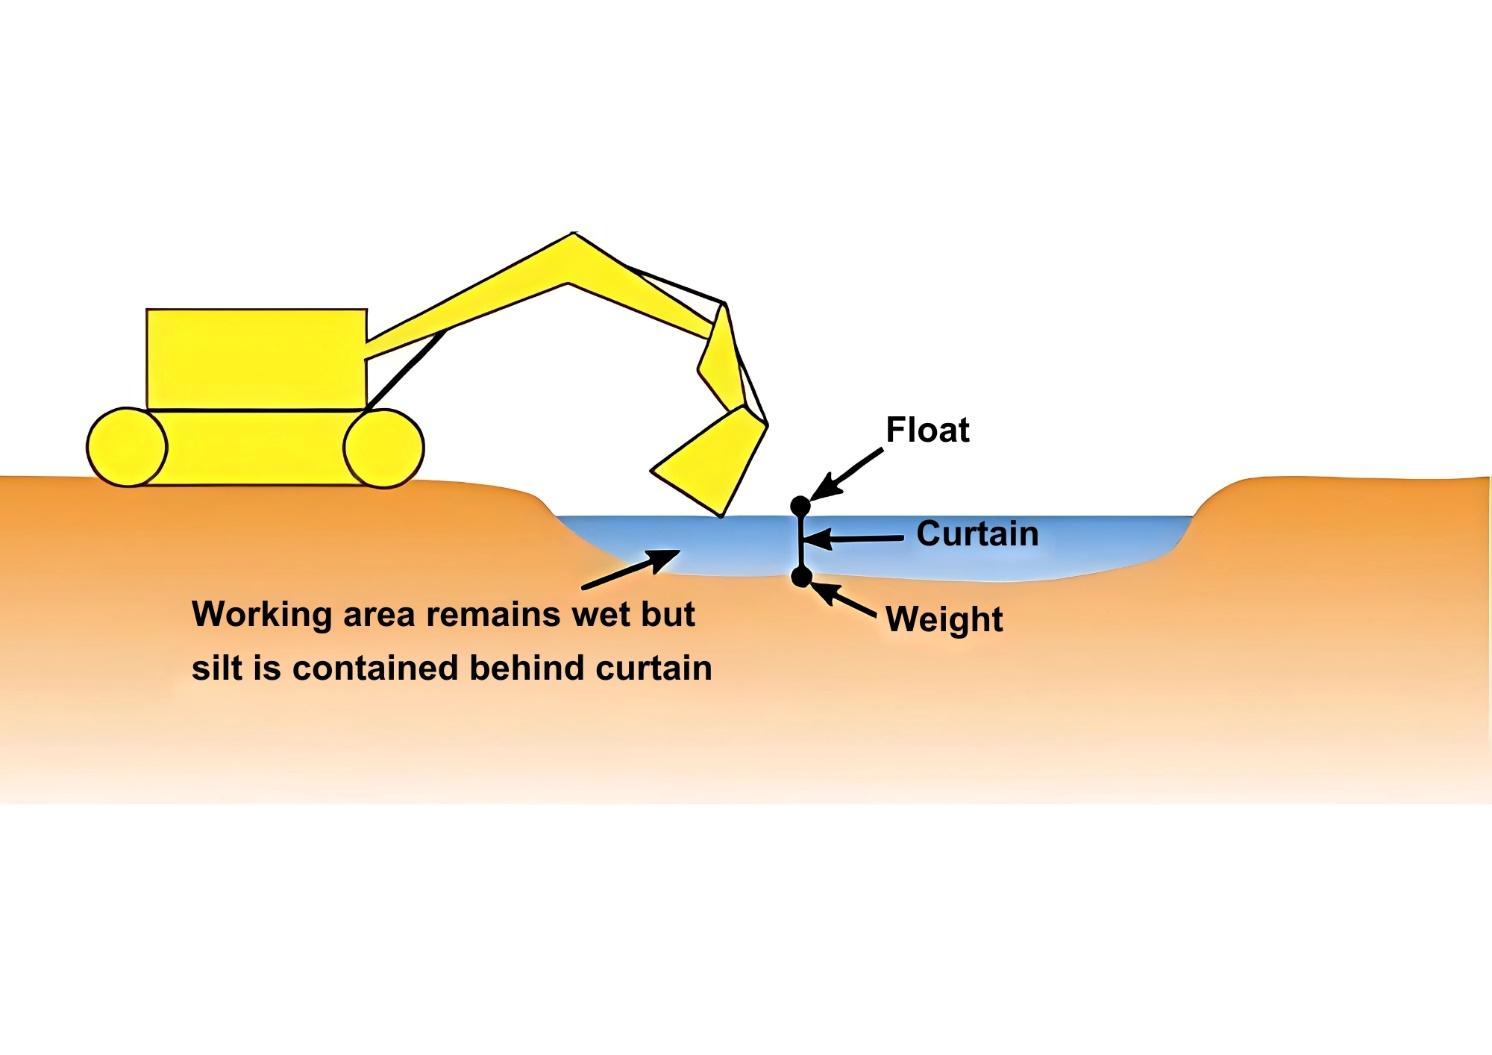 Float
Curtain
Working area remains wet but
silt is contained behind curtain
Weight